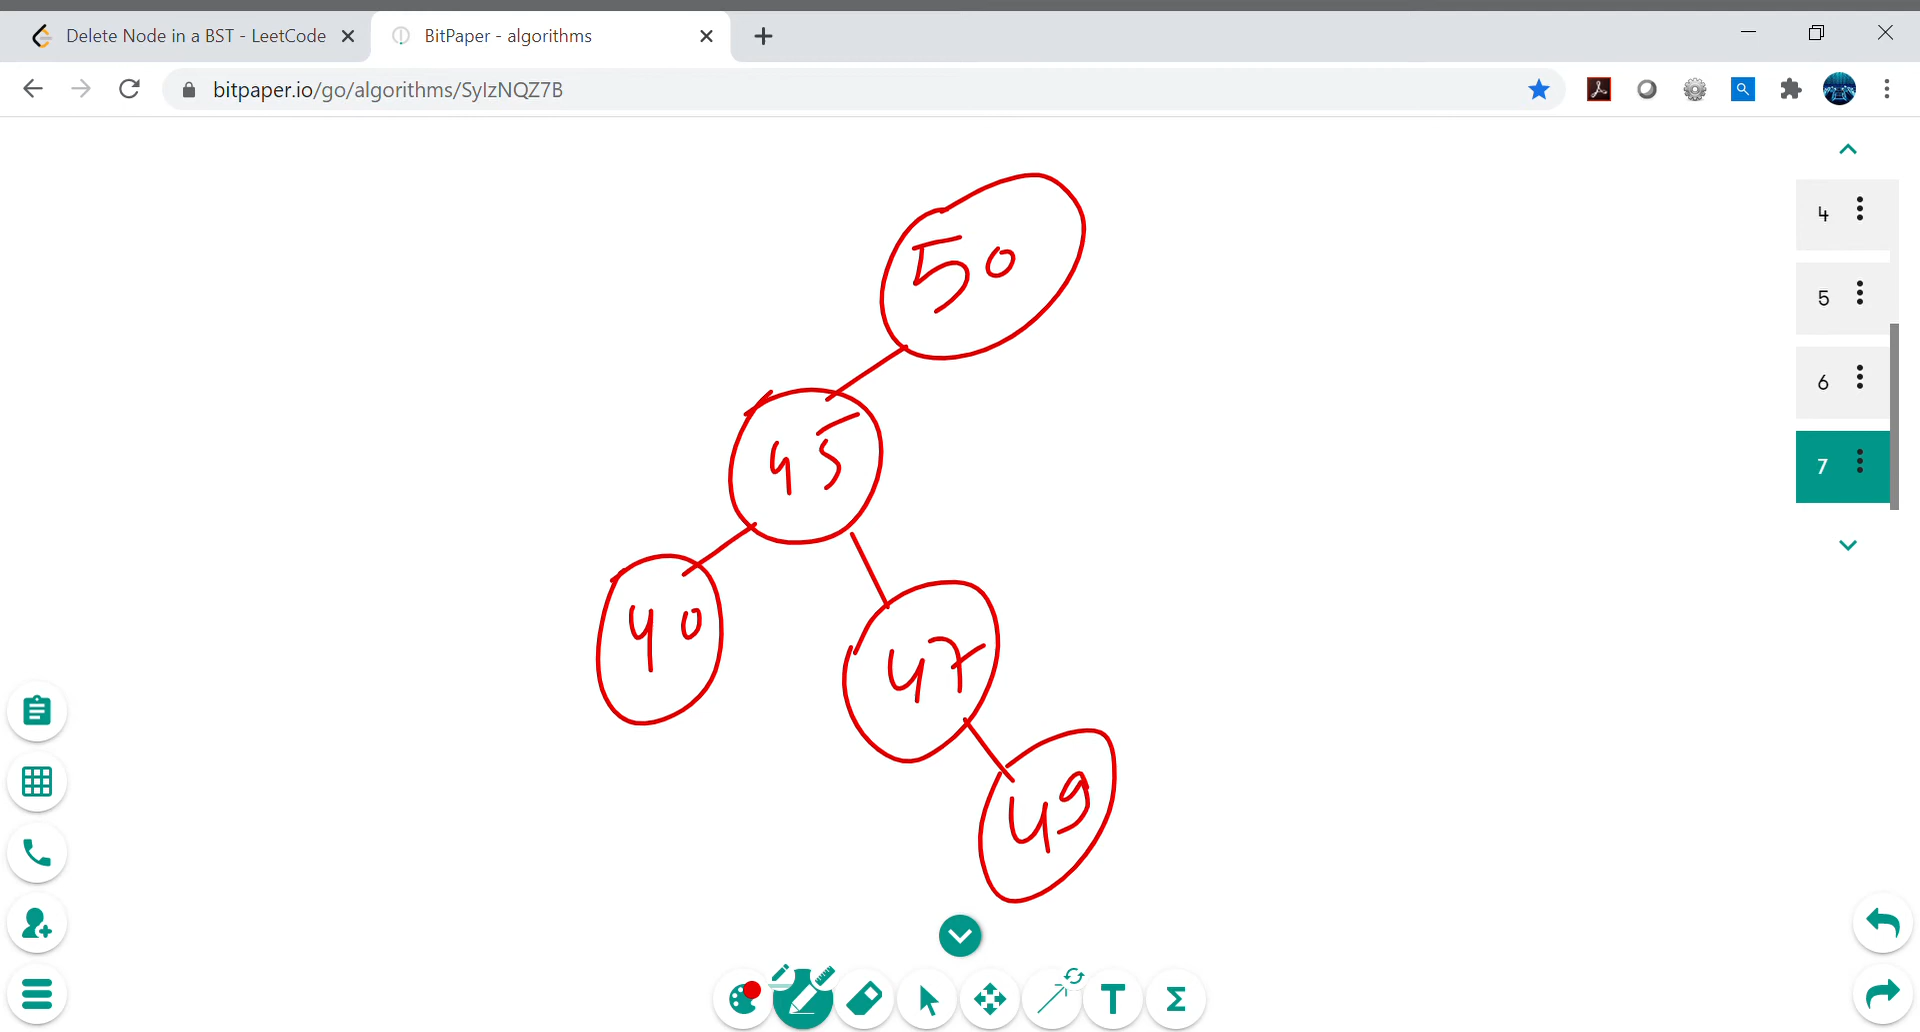 Delete Node in a BST - LeetCode
BitPaper - algorithms
bitpaper.io/go/algorithms/SyIzNQZ7B
4
5
6
7
50
45
40
47
49
T
Σ